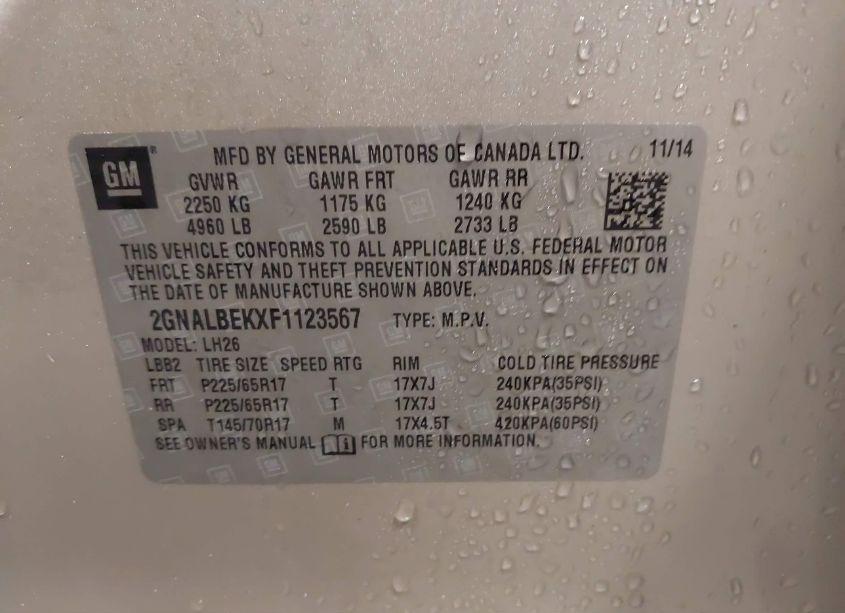 GM® MFD BY GENERAL MOTORS OF CANADA LTD. 11/14
GVWR GAWR FRT GAWR RR
2250 KG 1175 KG 1240 KG
4960 LB 2590 LB 2733 LB
THIS VEHICLE CONFORMS TO ALL APPLICABLE U.S. FEDERAL MOTOR
VEHICLE SAFETY AND THEFT PREVENTION STANDARDS IN EFFECT ON
THE DATE OF MANUFACTURE SHOWN ABOVE.
2GNALBEKXF1123567 TYPE: M.P.V.
MODEL: LH26
LBB2 TIRE SIZE SPEED RTG RIM COLD TIRE PRESSURE
FRT P225/65R17 T 17X7J 240KPA(35PSI)
RR P225/65R17 T 17X7J 240KPA(35PSI)
SPA T145/70R17 M 17X4.5T 420KPA(60PSI)
SEE OWNER'S MANUAL FOR MORE INFORMATION.